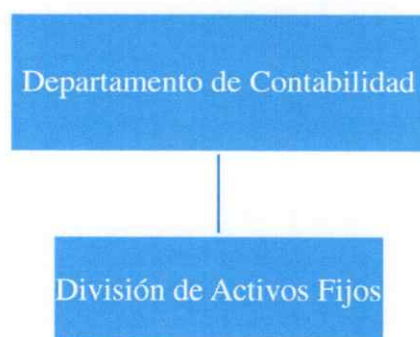 Departamento de Contabilidad
División de Activos Fijos